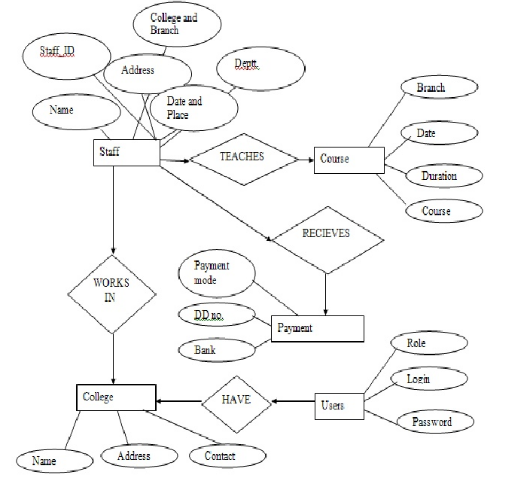 College and
Branch
Staff_ID
Address
Deptt.
Name
Date and
Place
Branch
Date
Staff
TEACHES
Course
Duration
Course
RECIEVES
Payment
mode
WORKS
IN
DD no.
Payment
Bank
Role
Login
College
HAVE
Users
Password
Name
Address
Contact